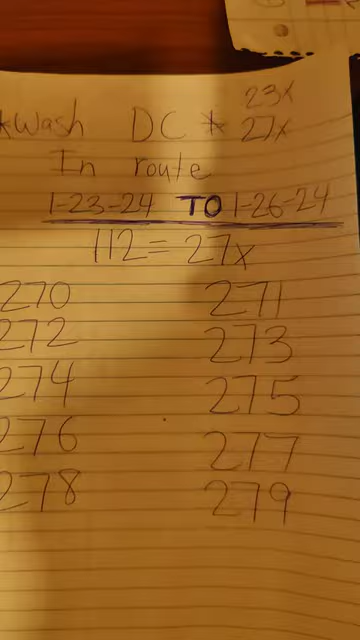 23x
*Wash DC * 27x
In route
1-23-24 TO 1-26-24
112 = 27x
270 271
272 273
274 275
276 277
278 279